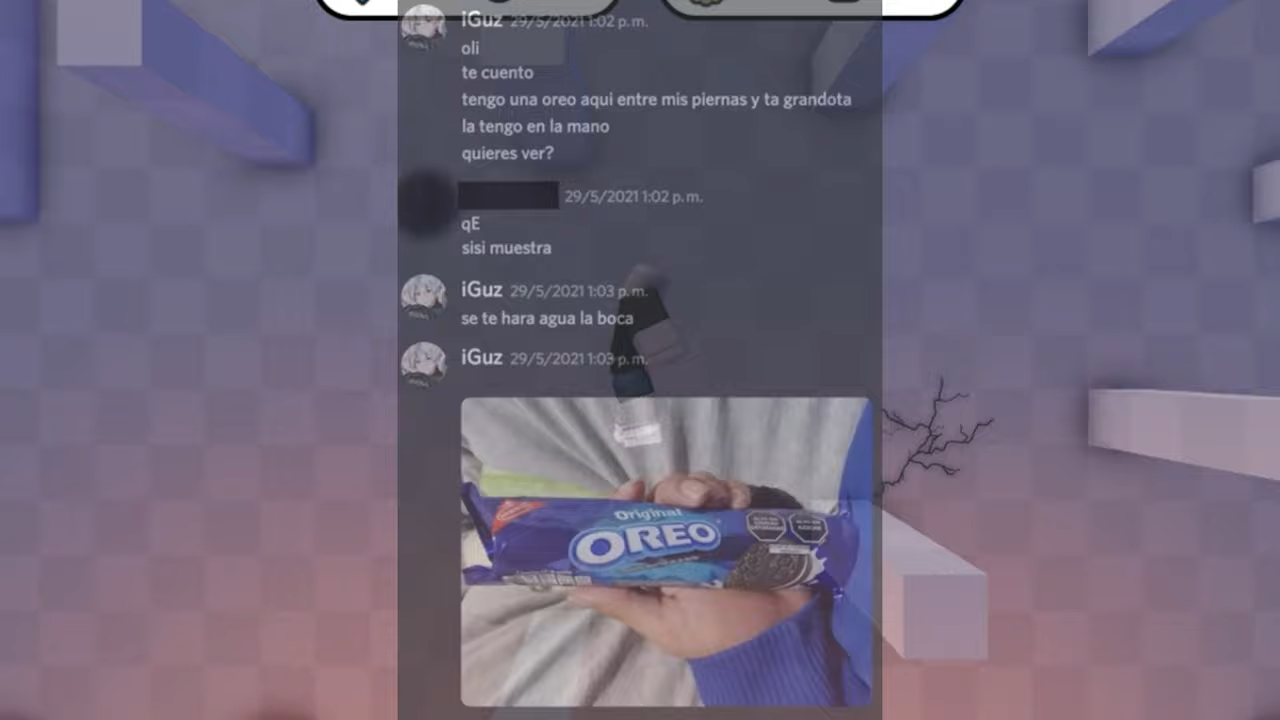 iGuz 29/5/2021 1:02 p.m.
oli
te cuento
tengo una oreo aqui entre mis piernas y ta grandota
la tengo en la mano
quieres ver?
29/5/2021 1:02 p.m.
qE
sisi muestra
iGuz 29/5/2021 1:03 p.m.
se te hara agua la boca
iGuz 29/5/2021 1:03 p.m.
Original
OREO